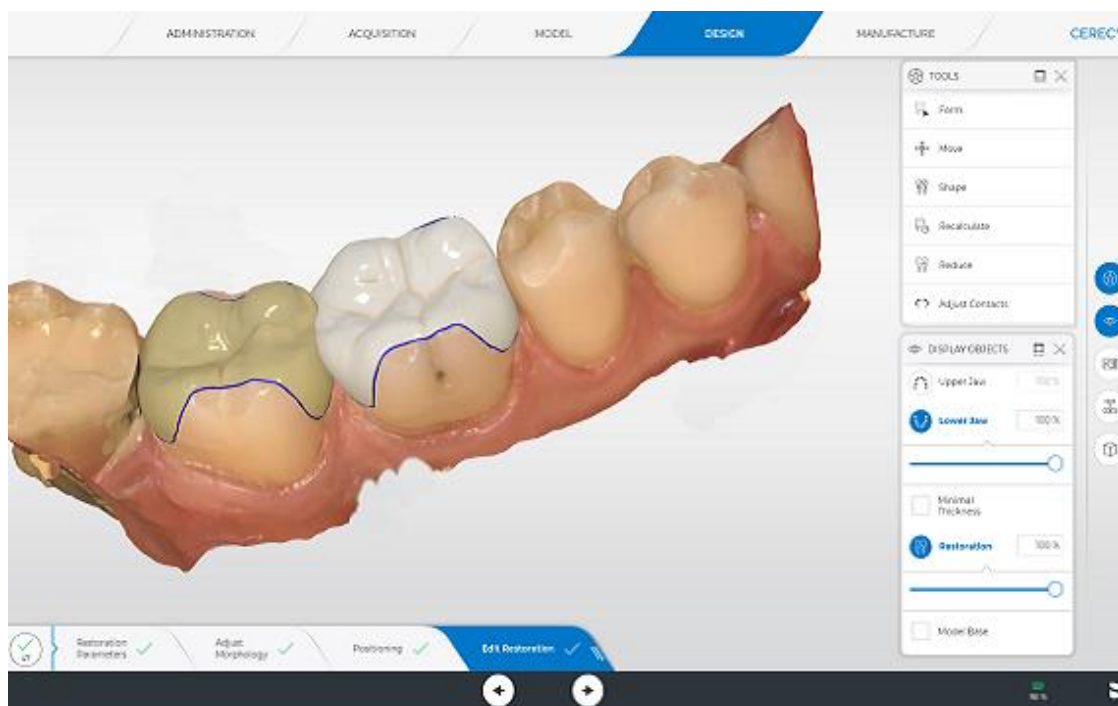 ADMINISTRATION
ACQUISITION
MODEL
DESIGN
MANUFACTURE
CEREC
TOOLS
Form
Move
Shape
Recalculate
Reduce
Adjust Contacts
DISPLAY OBJECTS
Upper Jaw 100 %
Lower Jaw 100 %
Minimal
Thickness
Restoration 100 %
Model Base
Restoration
Parameters
Adjust
Morphology
Positioning
Edit Restoration